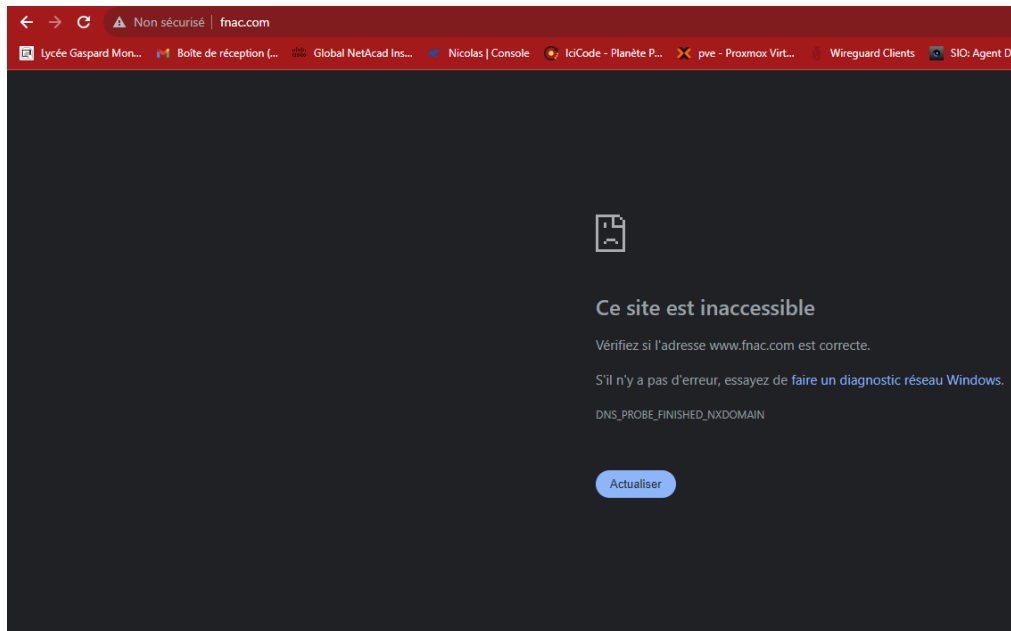 Non sécurisé | fnac.com
Lycée Gaspard Mon... Boîte de réception (... Global NetAcad Ins... Nicolas | Console IciCode - Planète P... pve - Proxmox Virt... Wireguard Clients SIO: Agent D
Ce site est inaccessible
Vérifiez si l'adresse www.fnac.com est correcte.
S'il n'y a pas d'erreur, essayez de faire un diagnostic réseau Windows.
DNS_PROBE_FINISHED_NXDOMAIN
Actualiser